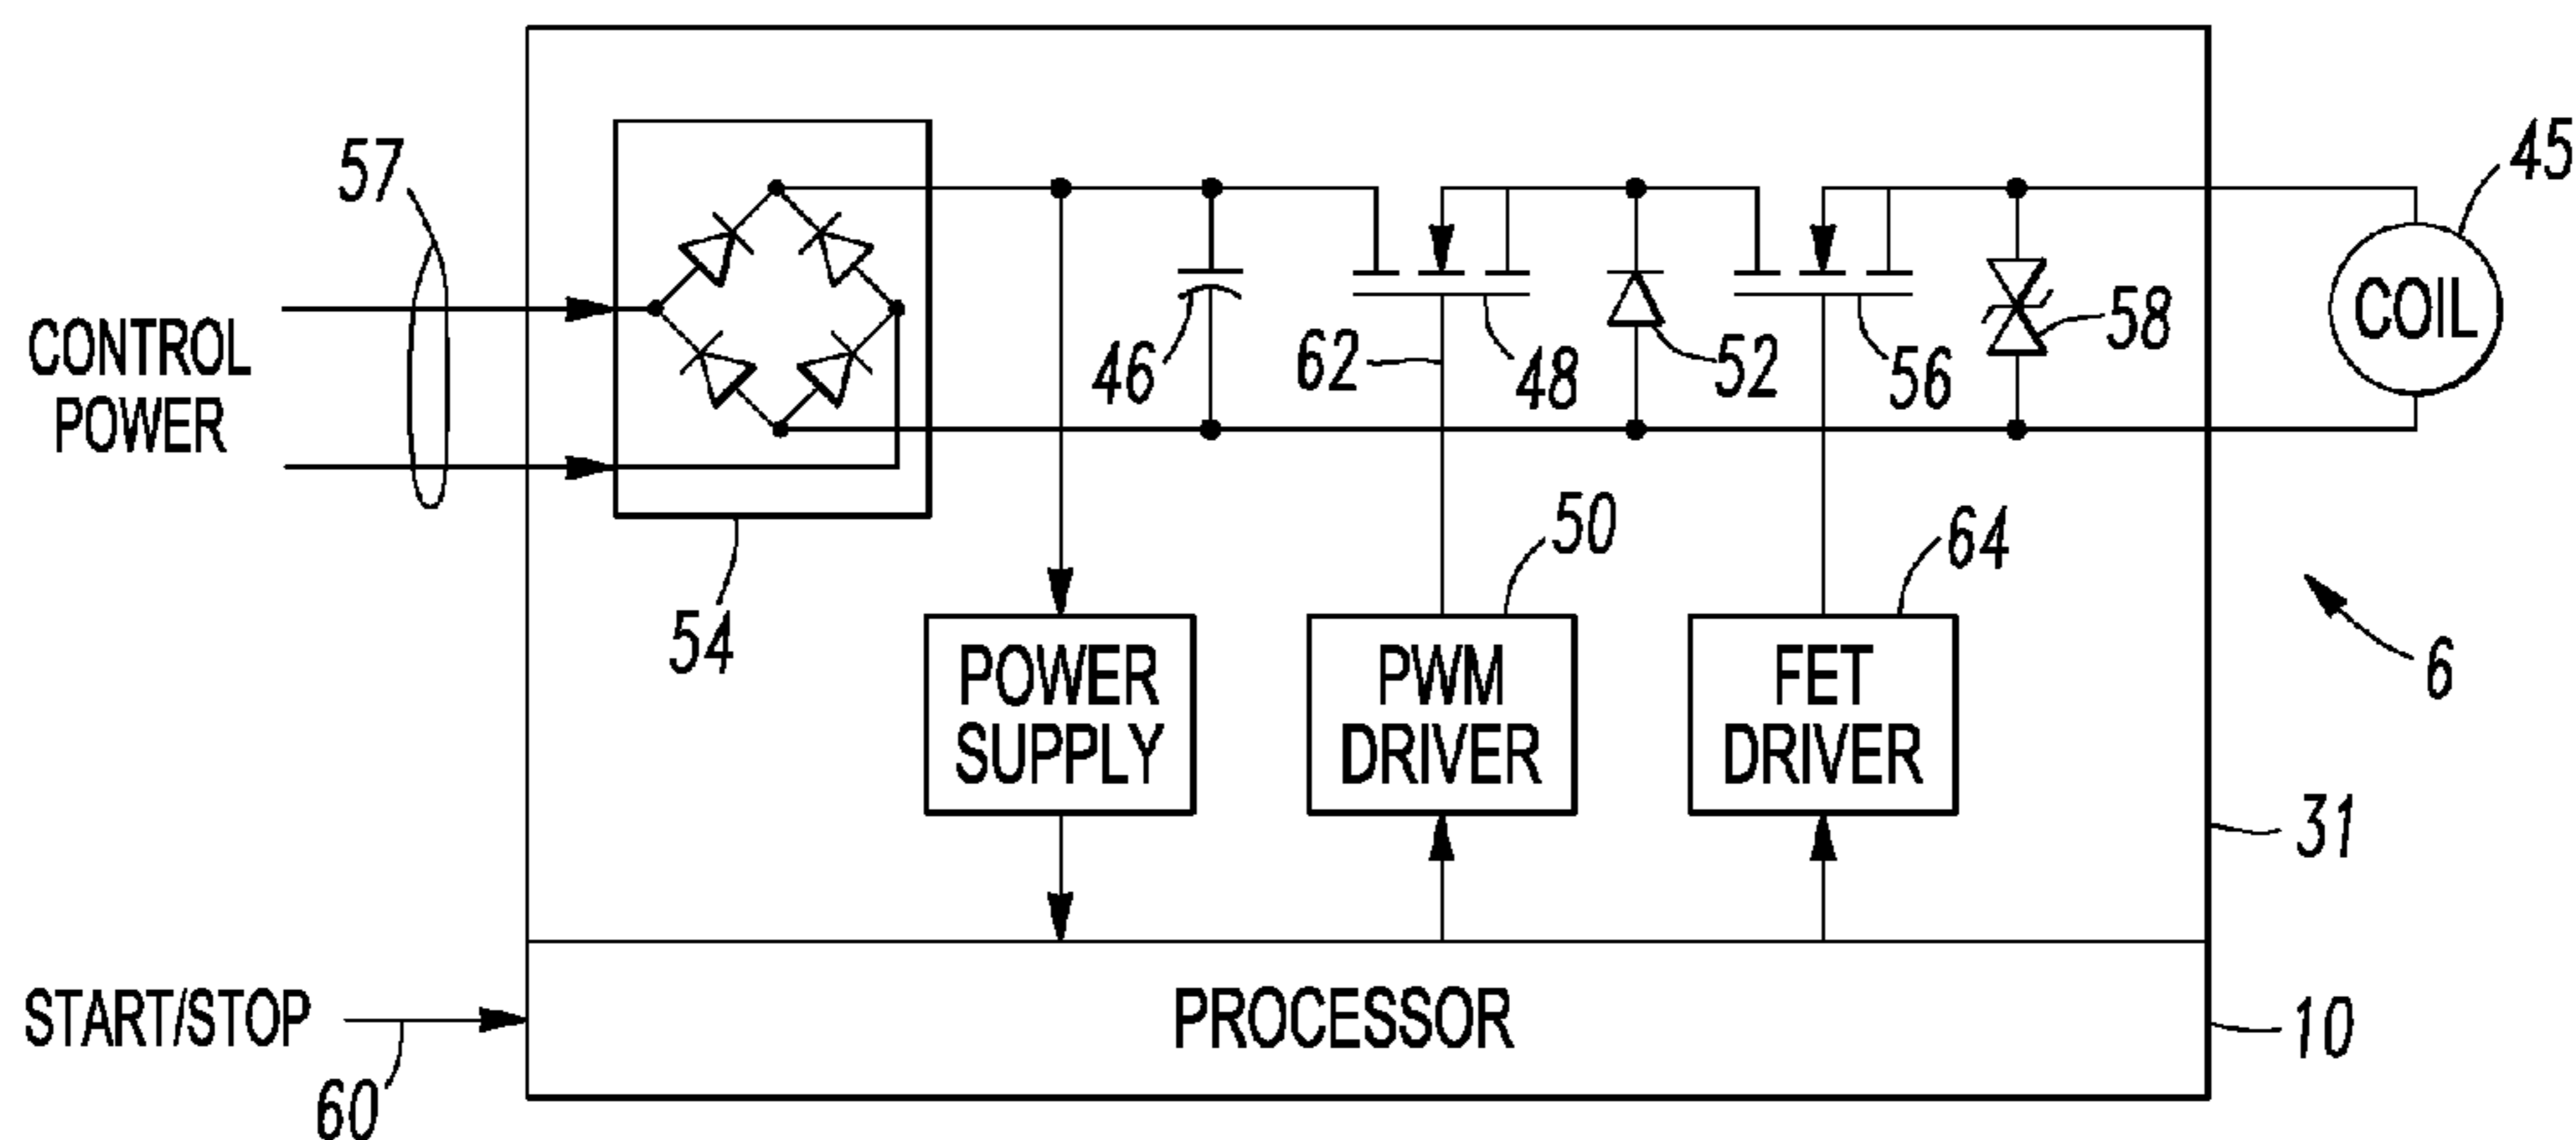 57
45
CONTROL
POWER
46
62
48
52
56
58
COIL
54
50
64
6
POWER
SUPPLY
PWM
DRIVER
FET
DRIVER
31
START/STOP
60
PROCESSOR
10